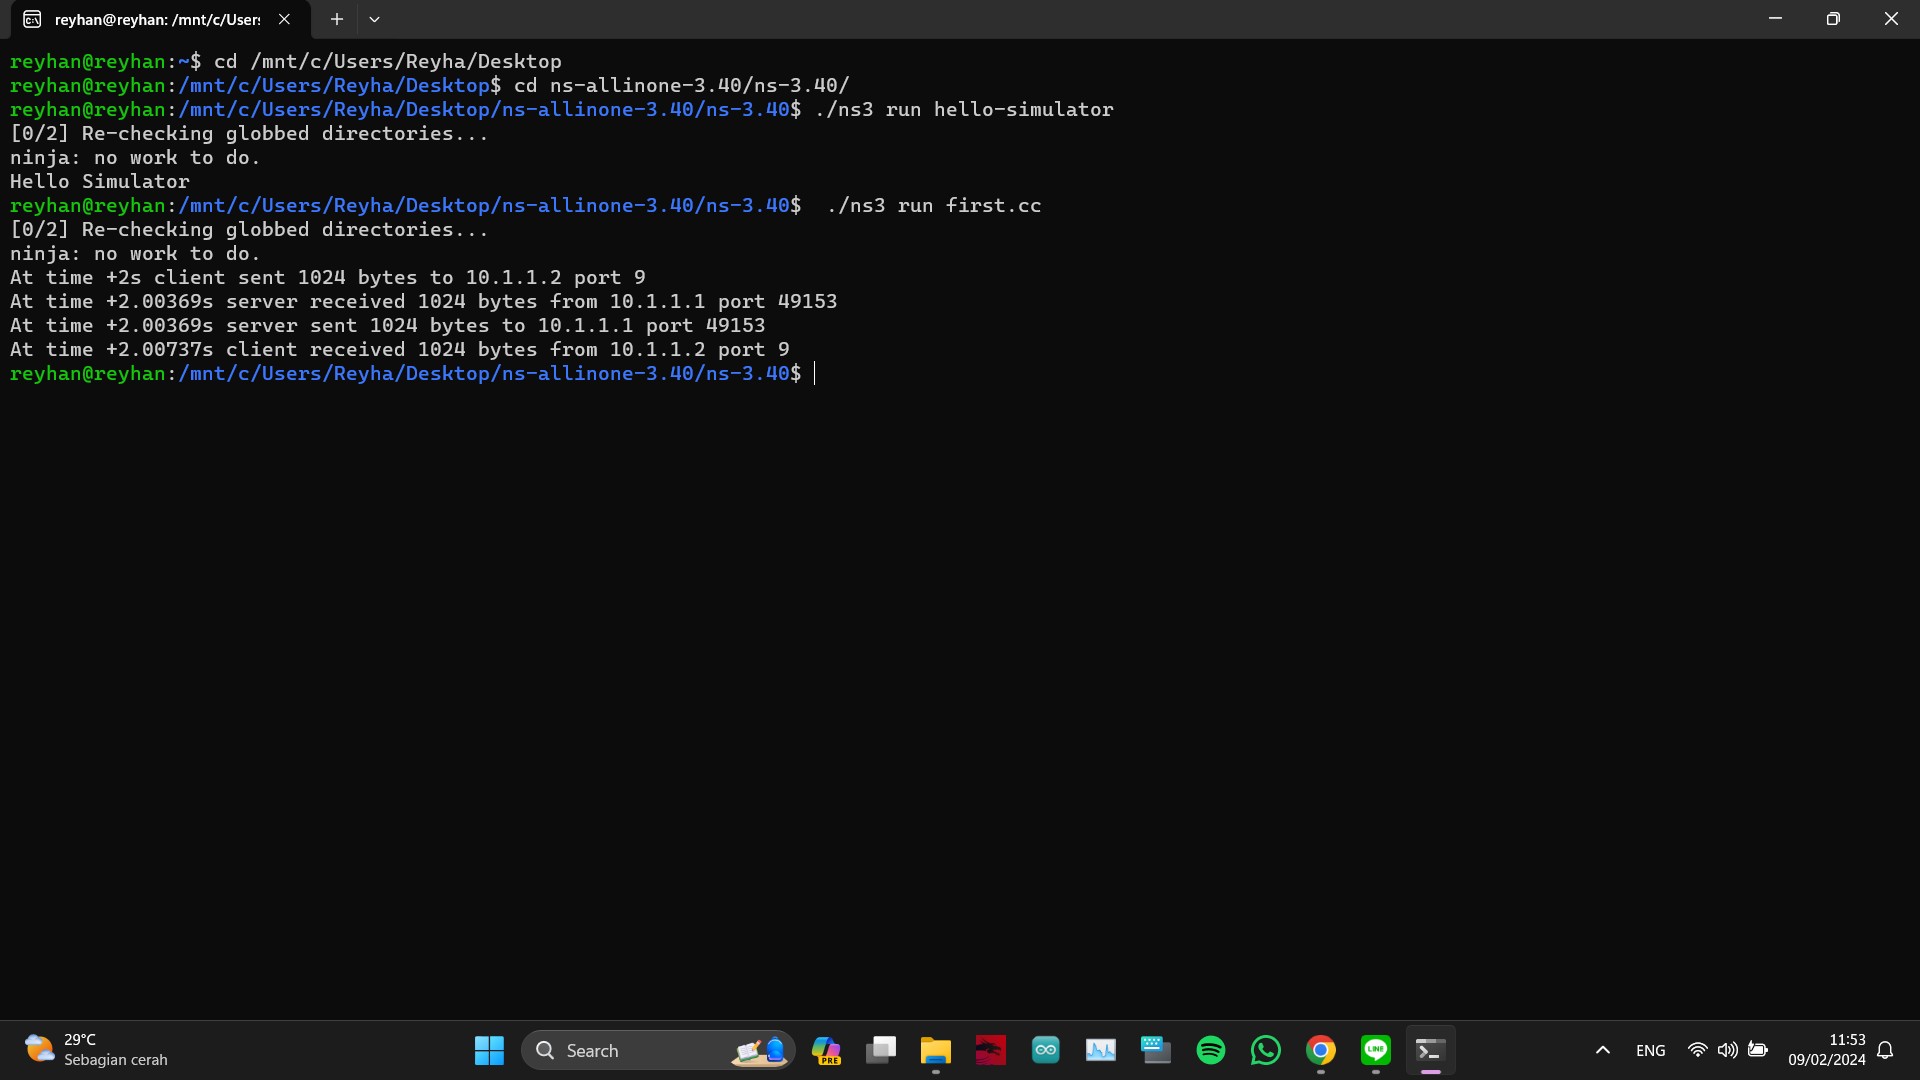 reyhan@reyhan: /mnt/c/Users
reyhan@reyhan:~$ cd /mnt/c/Users/Reyha/Desktop
reyhan@reyhan:/mnt/c/Users/Reyha/Desktop$ cd ns-allinone-3.40/ns-3.40/
reyhan@reyhan:/mnt/c/Users/Reyha/Desktop/ns-allinone-3.40/ns-3.40$ ./ns3 run hello-simulator
[0/2] Re-checking globbed directories...
ninja: no work to do.
Hello Simulator
reyhan@reyhan:/mnt/c/Users/Reyha/Desktop/ns-allinone-3.40/ns-3.40$  ./ns3 run first.cc
[0/2] Re-checking globbed directories...
ninja: no work to do.
At time +2s client sent 1024 bytes to 10.1.1.2 port 9
At time +2.00369s server received 1024 bytes from 10.1.1.1 port 49153
At time +2.00369s server sent 1024 bytes to 10.1.1.1 port 49153
At time +2.00737s client received 1024 bytes from 10.1.1.2 port 9
reyhan@reyhan:/mnt/c/Users/Reyha/Desktop/ns-allinone-3.40/ns-3.40$
29°C
Sebagian cerah
Search
PRE
LINE
ENG
11:53
09/02/2024